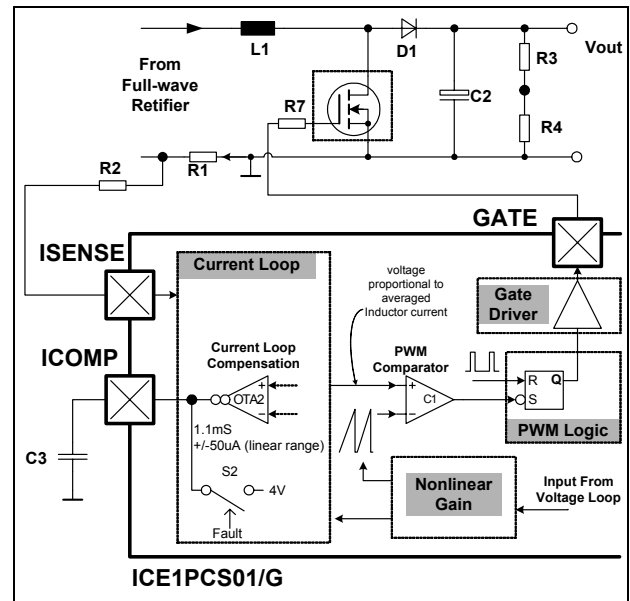 L1
D1
Vout
From
Full-wave
Retifier
R3
R7
C2
R4
R2
R1
GATE
ISENSE
Current Loop
voltage
proportional to
averaged
Inductor current
Gate
Driver
ICOMP
Current Loop
Compensation
PWM
Comparator
+
OTA2
−
+
C1
−
R
Q
S
PWM Logic
1.1mS
+/-50uA (linear range)
C3
S2
4V
Fault
Nonlinear
Gain
Input From
Voltage Loop
ICE1PCS01/G